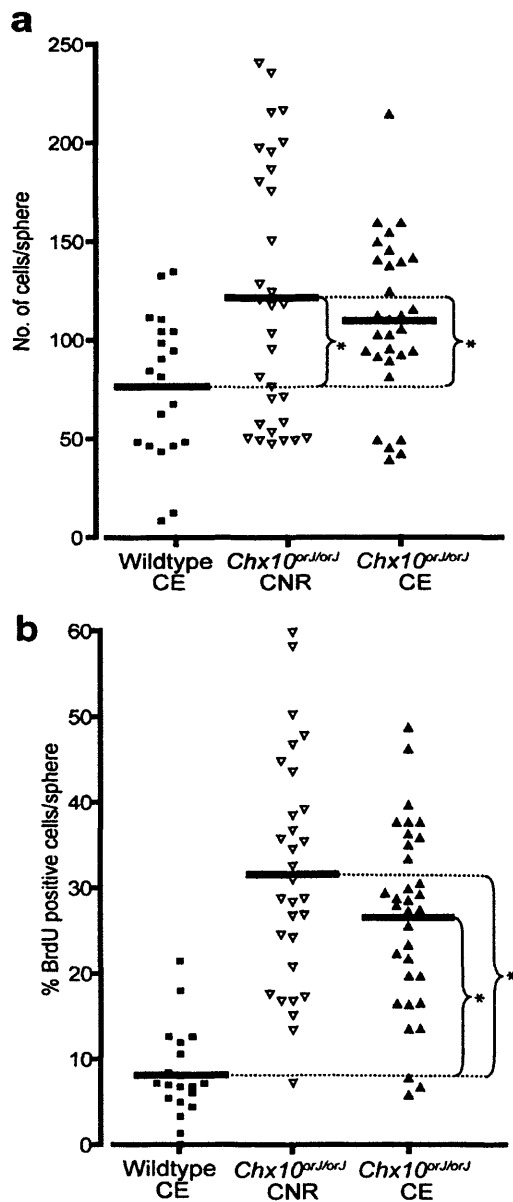 a
250
200
150
100
50
0
No. of cells/sphere
*
*
Wildtype CE
Chx10orJ/orJ CNR
Chx10orJ/orJ CE
b
60
50
40
30
20
10
0
% BrdU positive cells/sphere
*
*
Wildtype CE
Chx10orJ/orJ CNR
Chx10orJ/orJ CE